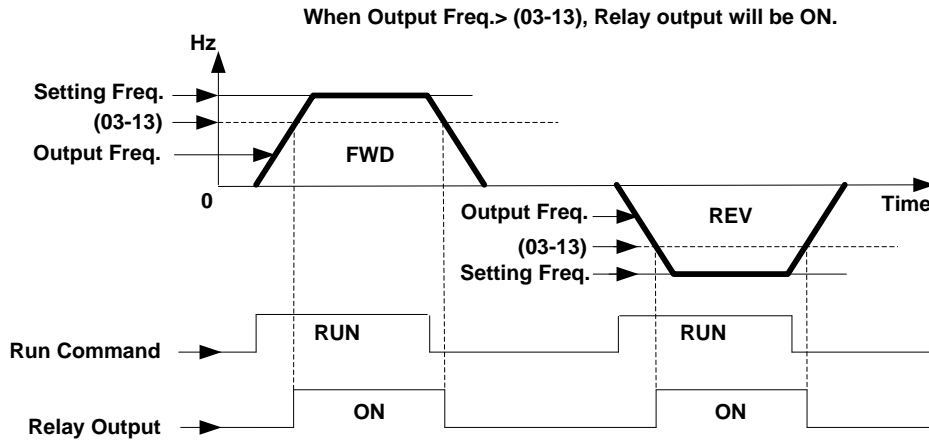 When Output Freq.> (03-13), Relay output will be ON.
Hz
Setting Freq.
(03-13)
Output Freq.
FWD
0
Time
Output Freq.
REV
(03-13)
Setting Freq.
Run Command
RUN
RUN
Relay Output
ON
ON